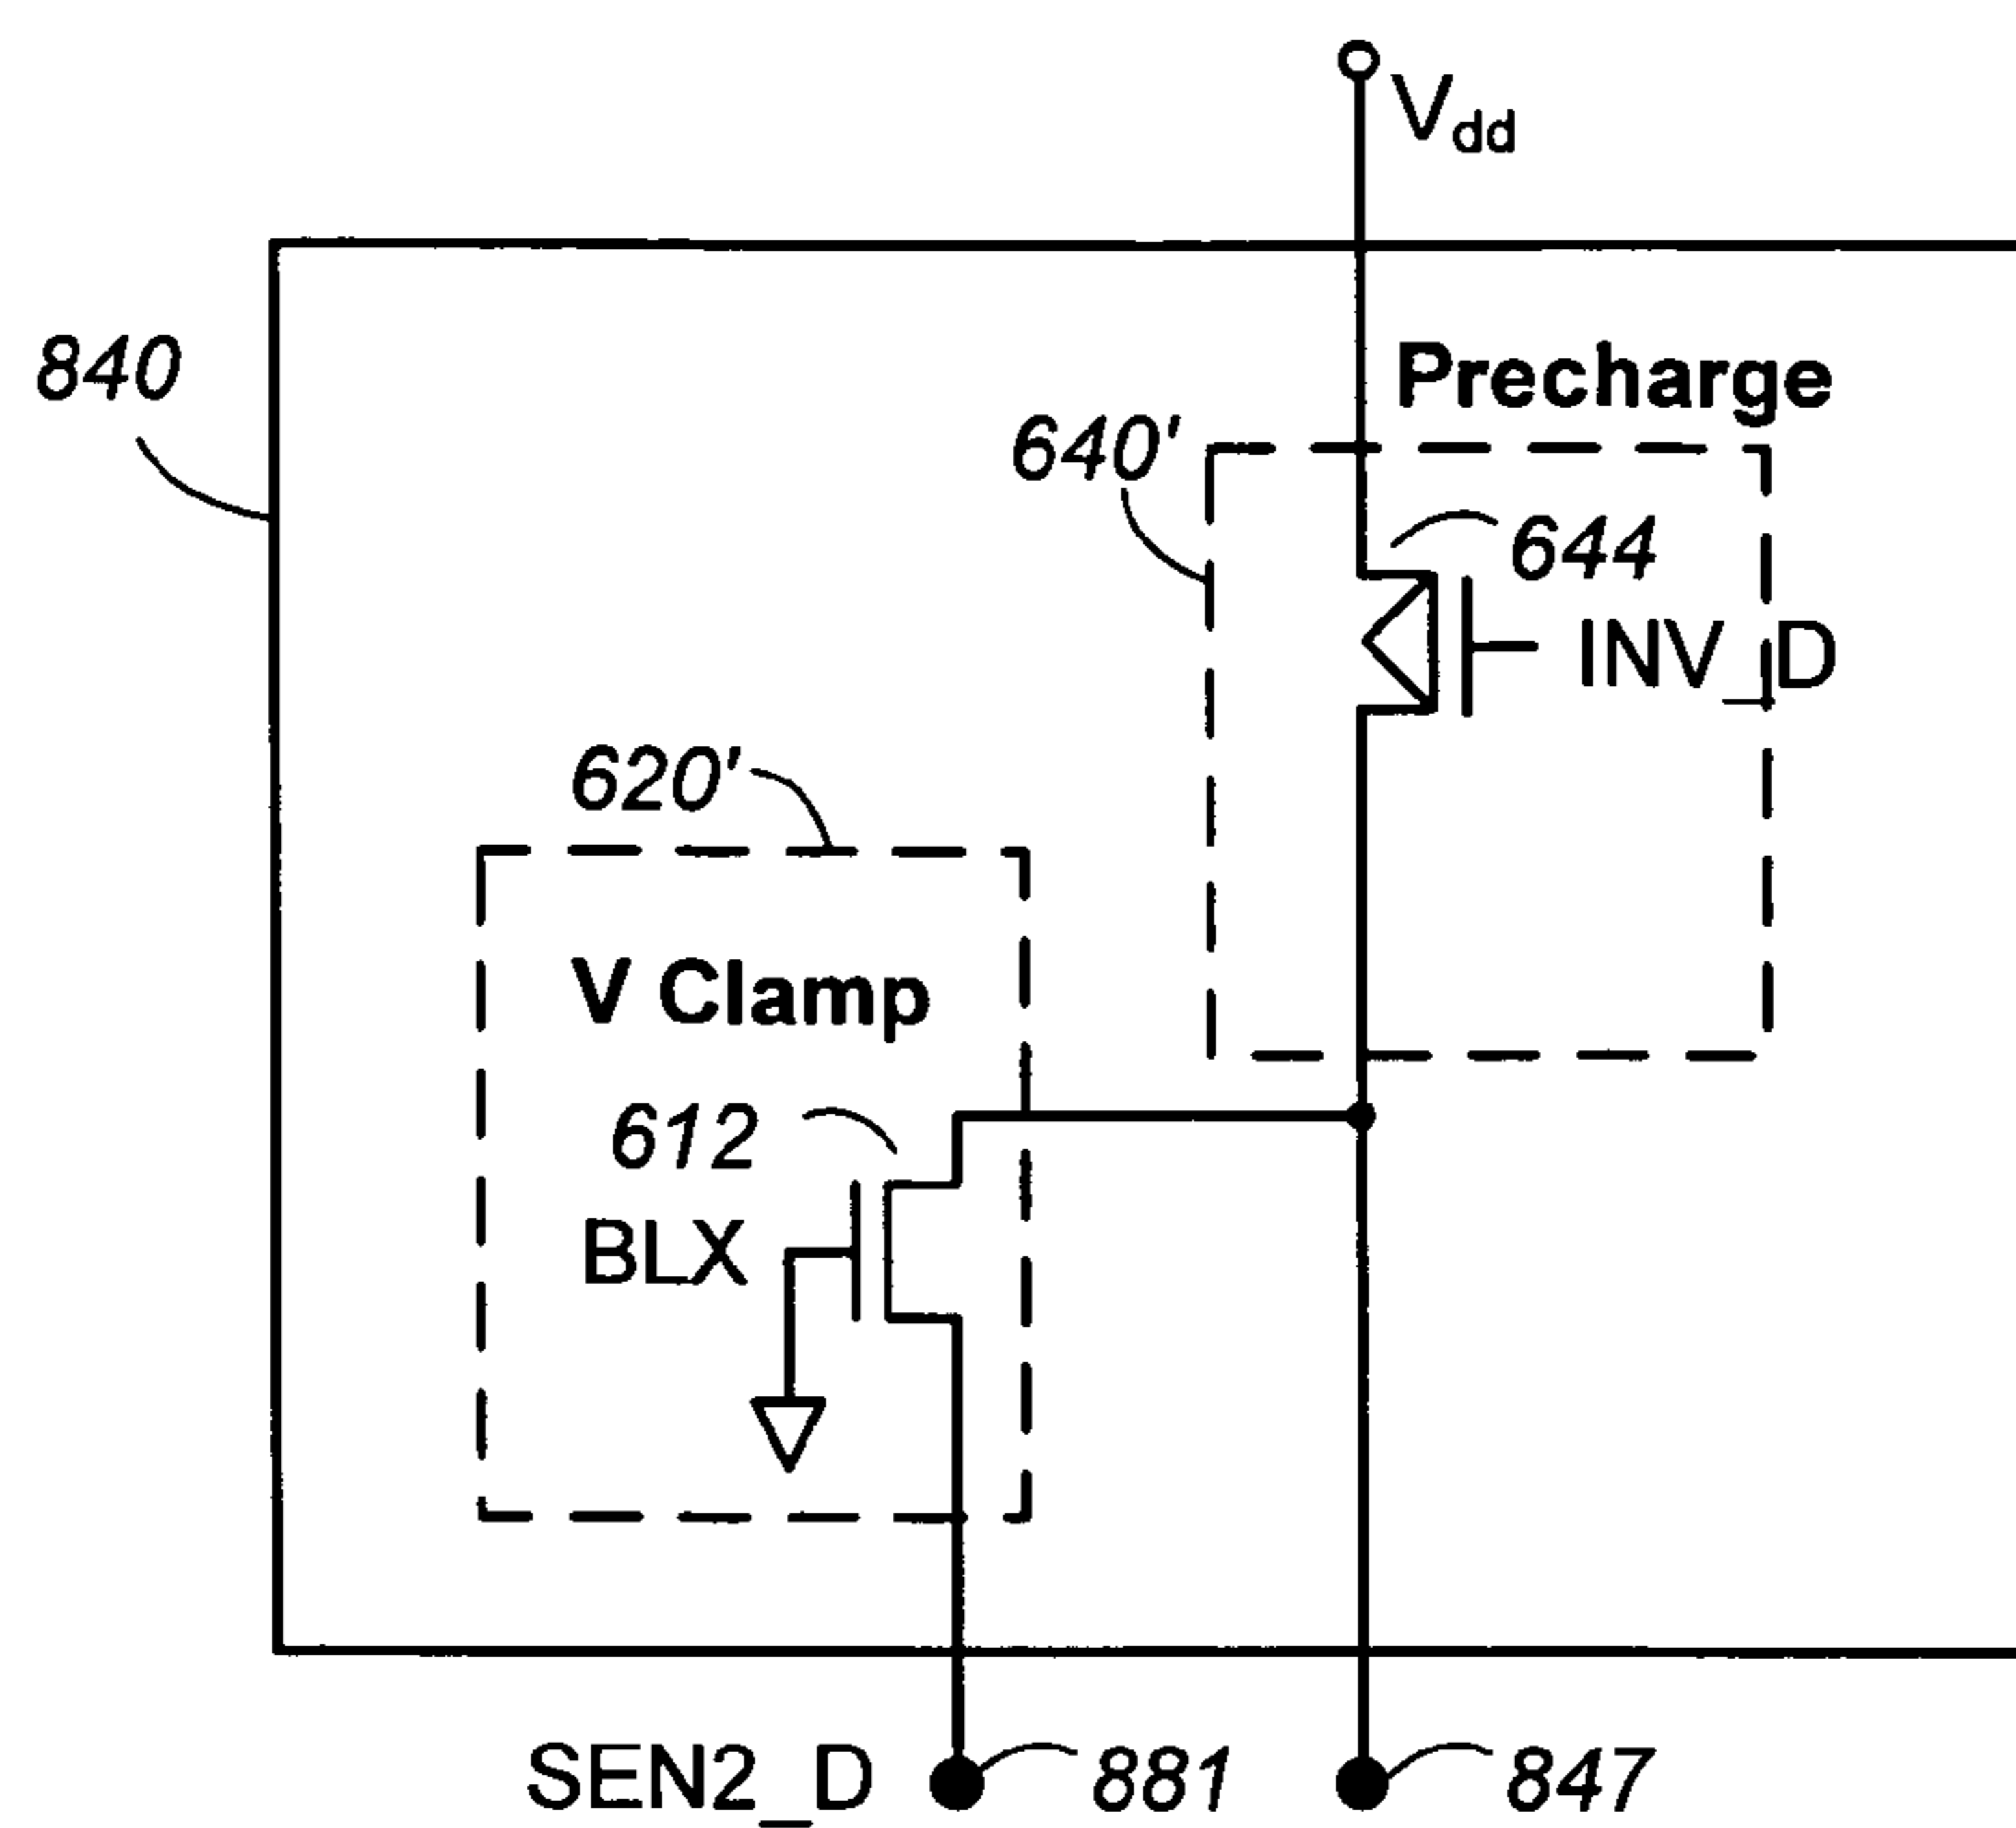 Vdd
840
Precharge
640'
644
INV_D
620'
V Clamp
612
BLX
SEN2_D
881
847